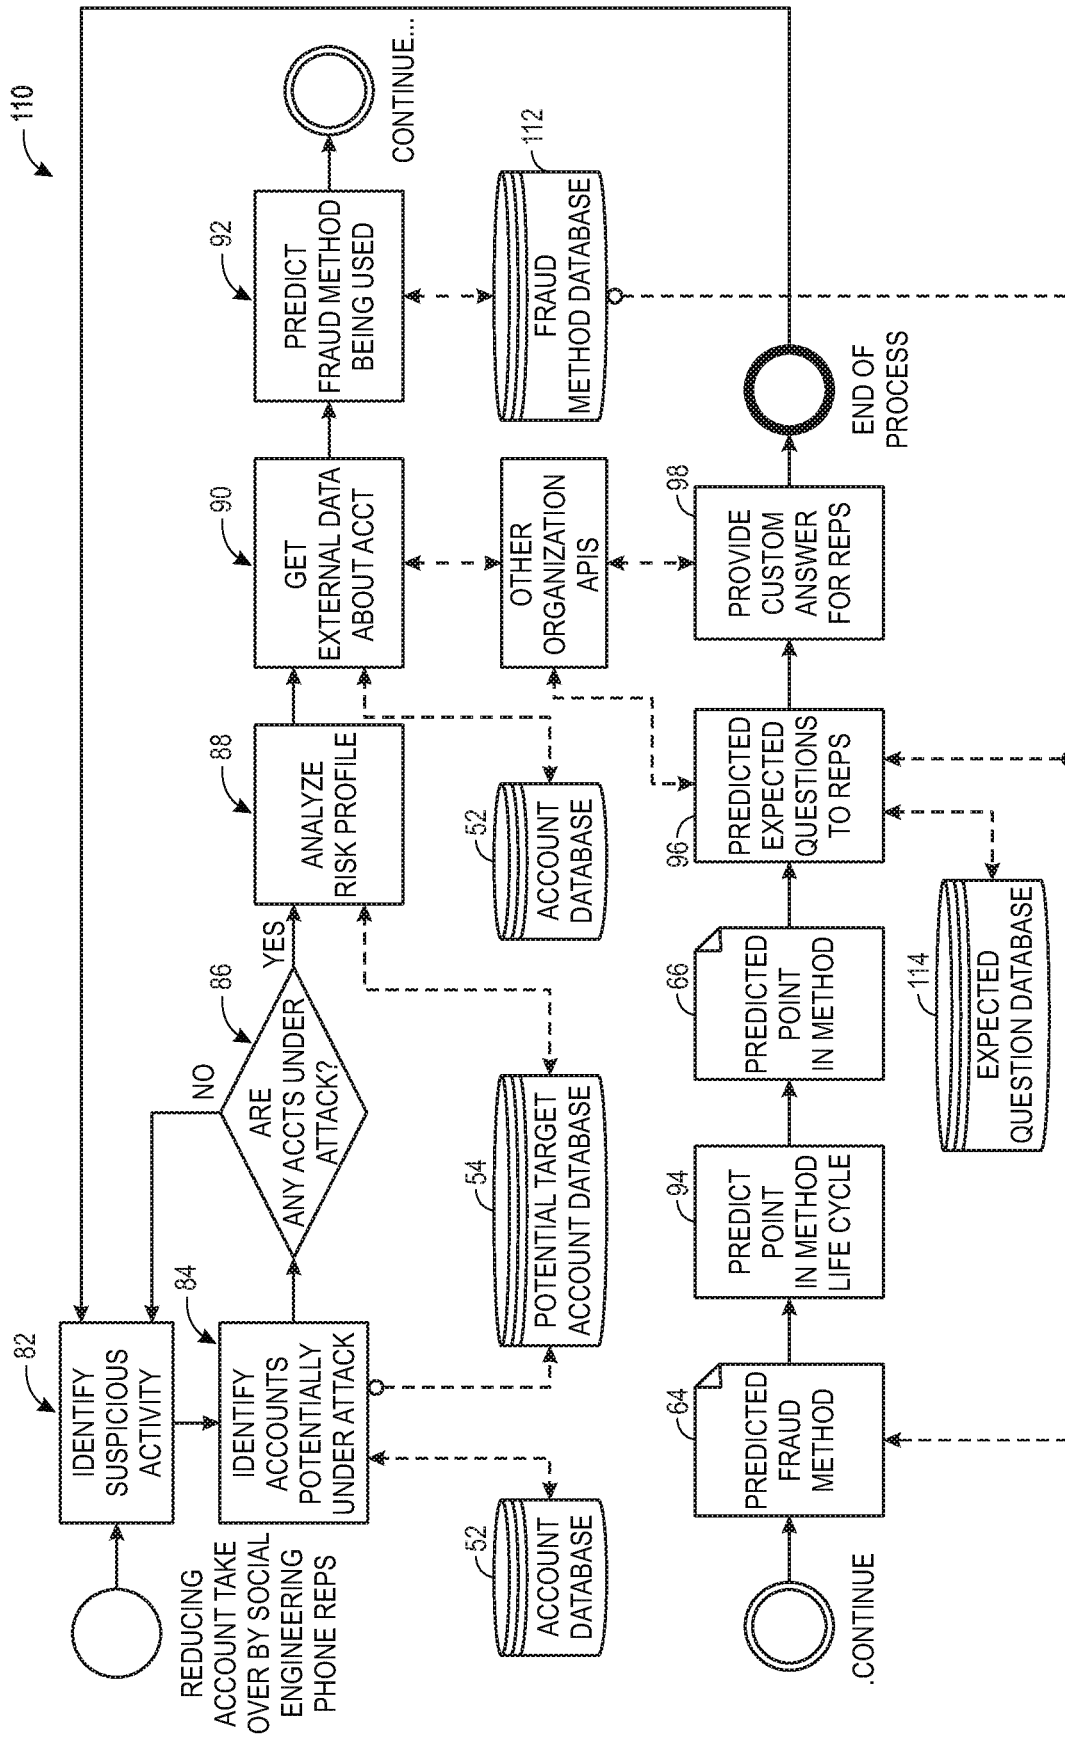 110
82
IDENTIFY
SUSPICIOUS
ACTIVITY
REDUCING
ACCOUNT TAKE
OVER BY SOCIAL
ENGINEERING
PHONE REPS
84
IDENTIFY
ACCOUNTS
POTENTIALLY
UNDER ATTACK
NO
86
ARE
ANY ACCTS UNDER
ATTACK?
YES
88
ANALYZE
RISK PROFILE
90
GET
EXTERNAL DATA
ABOUT ACCT
92
PREDICT
FRAUD METHOD
BEING USED
CONTINUE...
52
ACCOUNT
DATABASE
54
POTENTIAL TARGET
ACCOUNT DATABASE
52
ACCOUNT
DATABASE
OTHER
ORGANIZATION
APIS
112
FRAUD
METHOD DATABASE
.CONTINUE
64
PREDICTED
FRAUD
METHOD
94
PREDICT
POINT
IN METHOD
LIFE CYCLE
66
PREDICTED
POINT
IN METHOD
96
PREDICTED
EXPECTED
QUESTIONS
TO REPS
98
PROVIDE
CUSTOM
ANSWER
FOR REPS
END OF
PROCESS
114
EXPECTED
QUESTION DATABASE